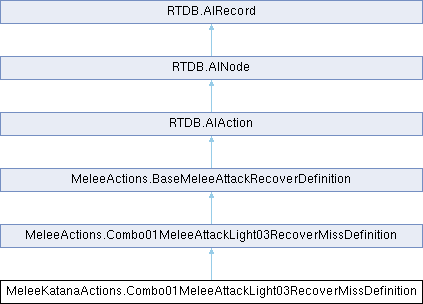 RTDB.AIRecord
RTDB.AINode
RTDB.AIAction
MeleeActions.BaseMeleeAttackRecoverDefinition
MeleeActions.Combo01MeleeAttackLight03RecoverMissDefinition
MeleeKatanaActions.Combo01MeleeAttackLight03RecoverMissDefinition